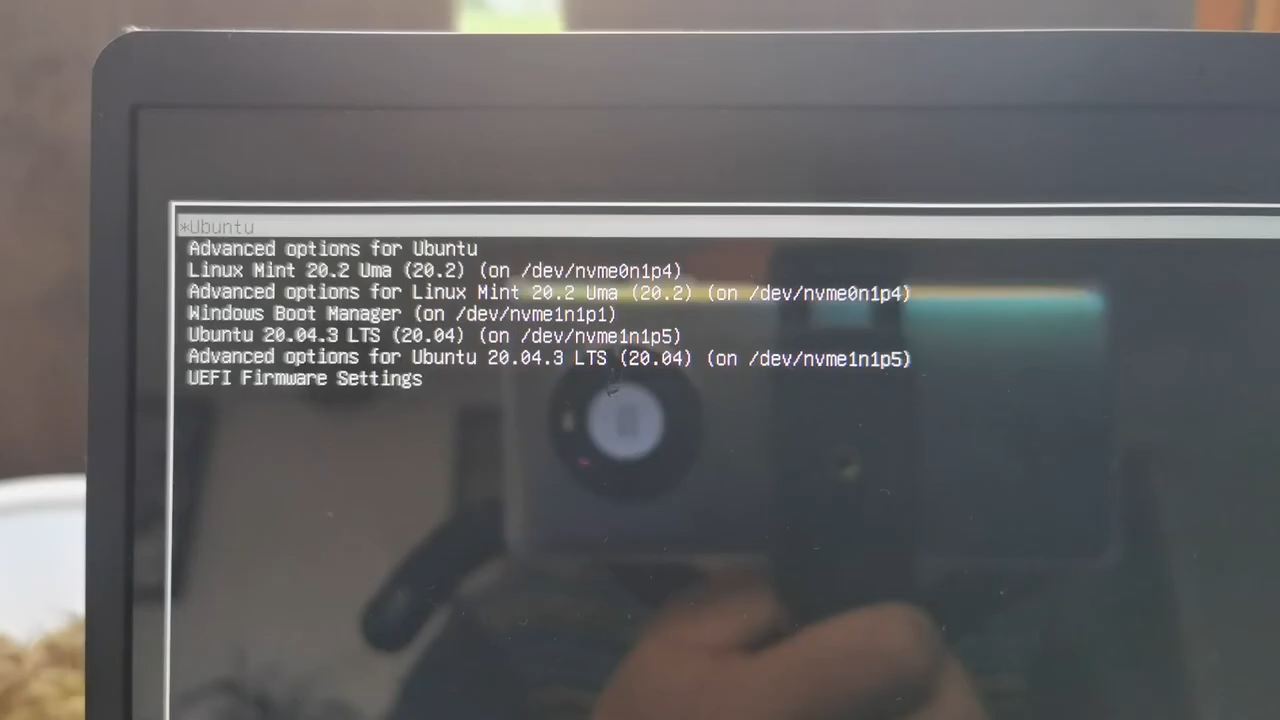 *Ubuntu
Advanced options for Ubuntu
Linux Mint 20.2 Uma (20.2) (on /dev/nvme0n1p4)
Advanced options for Linux Mint 20.2 Uma (20.2) (on /dev/nvme0n1p4)
Windows Boot Manager (on /dev/nvme1n1p1)
Ubuntu 20.04.3 LTS (20.04) (on /dev/nvme1n1p5)
Advanced options for Ubuntu 20.04.3 LTS (20.04) (on /dev/nvme1n1p5)
UEFI Firmware Settings